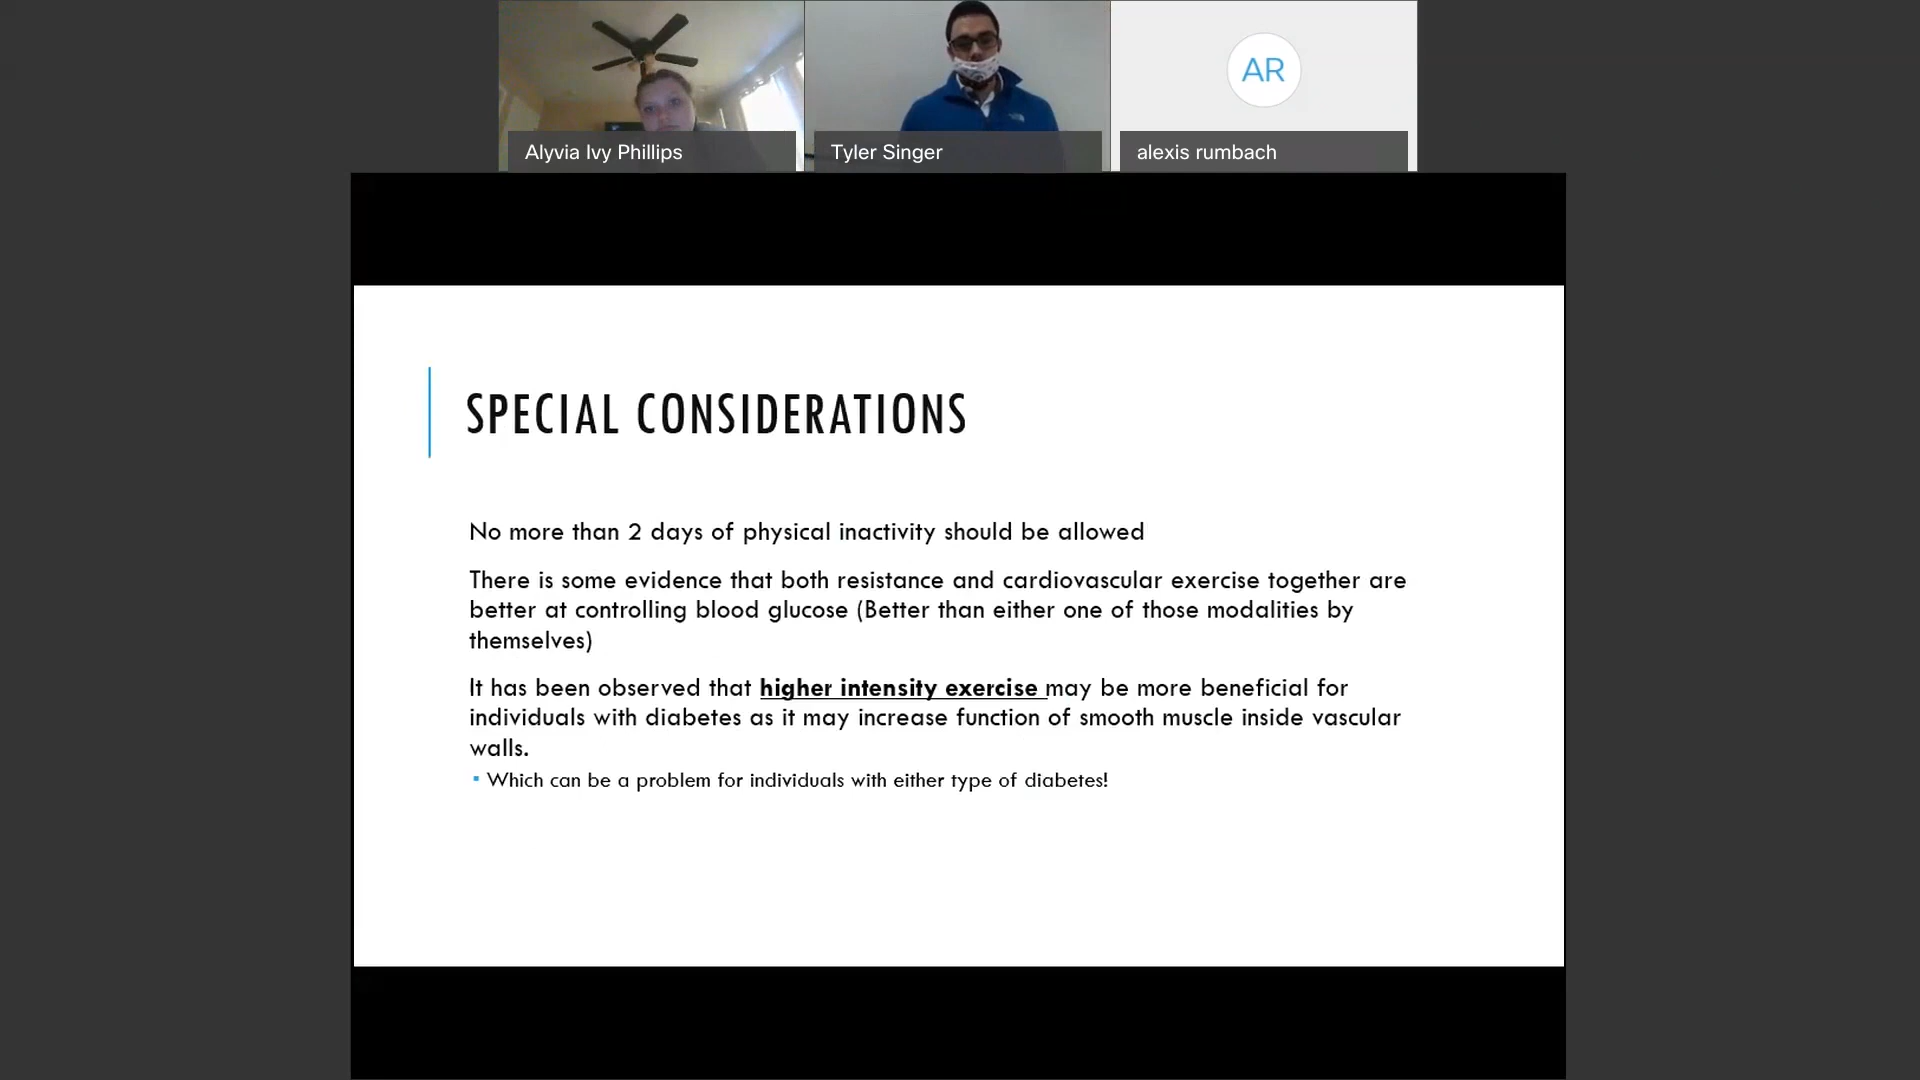 AR
Alyvia Ivy Phillips
Tyler Singer
alexis rumbach
SPECIAL CONSIDERATIONS
No more than 2 days of physical inactivity should be allowed
There is some evidence that both resistance and cardiovascular exercise together are
better at controlling blood glucose (Better than either one of those modalities by
themselves)
It has been observed that higher intensity exercise may be more beneficial for
individuals with diabetes as it may increase function of smooth muscle inside vascular
walls.
▪ Which can be a problem for individuals with either type of diabetes!